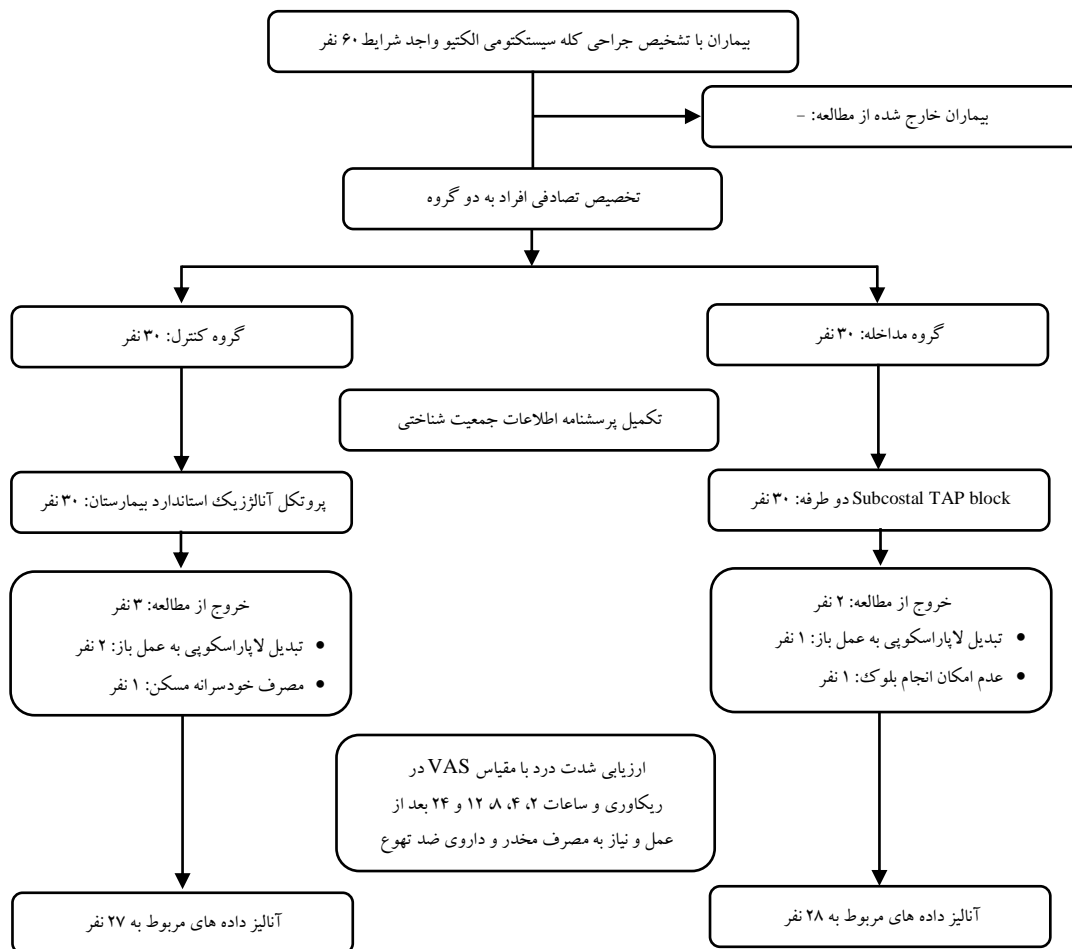 بیماران با تشخیص جراحی کله سیستکتومی الکتیو واجد شرایط ۶۰ نفر
بیماران خارج شده از مطالعه: -
تخصیص تصادفی افراد به دو گروه
گروه مداخله: ۳۰ نفر
گروه کنترل: ۳۰ نفر
تکمیل پرسشنامه اطلاعات جمعیت شناختی
Subcostal TAP block دو طرفه: ۳۰ نفر
پروتکل آنالژزیک استاندارد بیمارستان: ۳۰ نفر
خروج از مطالعه: ۲ نفر
• تبدیل لاپاراسکوپی به عمل باز: ۱ نفر
• عدم امکان انجام بلوک: ۱ نفر
خروج از مطالعه: ۳ نفر
• تبدیل لاپاراسکوپی به عمل باز: ۲ نفر
• مصرف خودسرانه مسکن: ۱ نفر
ارزیابی شدت درد با مقیاس VAS در
ریکاوری و ساعات ۲، ۴، ۸، ۱۲ و ۲۴ بعد از
عمل و نیاز به مصرف مخدر و داروی ضد تهوع
آنالیز داده های مربوط به ۲۸ نفر
آنالیز داده های مربوط به ۲۷ نفر